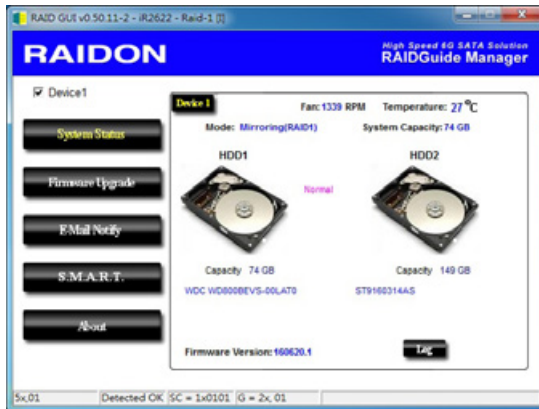 RAID GUI v0.50.11-2 - iR2622 - Raid-1 [I]
RAIDON
High Speed 6G SATA Solution
RAIDGuide Manager
Device1
Device 1
Fan: 1339 RPM Temperature: 27 °C
System Status
Mode: Mirroring(RAID1) System Capacity: 74 GB
HDD1 HDD2
Firmware Upgrade
Normal
E-Mail Notify
S.M.A.R.T.
Capacity 74 GB Capacity 149 GB
WDC WD800BEVS-00LAT0 ST9160314AS
About
Firmware Version: 160620.1
Log
5x,01 Detected OK SC = 1x0101 G = 2x, 01